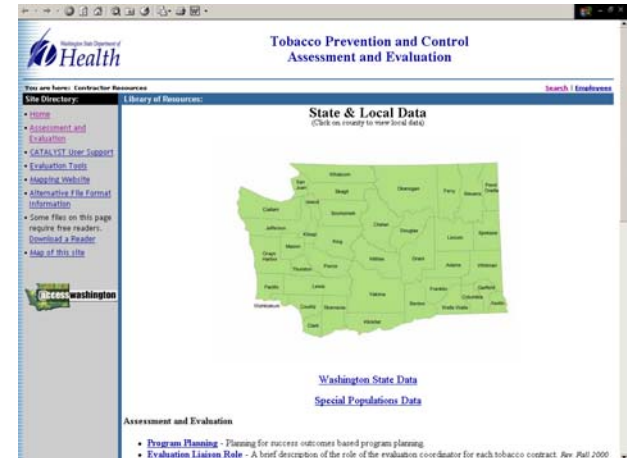 Washington State Department of
Health
Tobacco Prevention and Control
Assessment and Evaluation
You are here: Contractor Resources
Search | Employees
Site Directory:
Library of Resources:
• Home
• Assessment and
Evaluation
• CATALYST User Support
• Evaluation Tools
• Mapping Website
• Alternative File Format
Information
• Some files on this page
require free readers.
Download a Reader
• Map of this site
access washington
State & Local Data
(Click on county to view local data)
Whatcom
San
Juan
Skagit
Okanogan
Ferry
Stevens
Pend
Oreille
Island
Clallam
Snohomish
Chelan
Jefferson
Douglas
Kitsap
King
Lincoln
Spokane
Mason
Grays
Harbor
Kittitas
Grant
Thurston
Pierce
Adams
Whitman
Pacific
Lewis
Yakima
Franklin
Garfield
Columbia
Wahkiakum
Cowlitz
Skamania
Benton
Walla Walla
Asotin
Clark
Klickitat
Washington State Data
Special Populations Data
Assessment and Evaluation
• Program Planning - Planning for success outcomes based program planning.
• Evaluation Liaison Role - A brief description of the role of the evaluation coordinator for each tobacco contract. Rev. Fall 2000